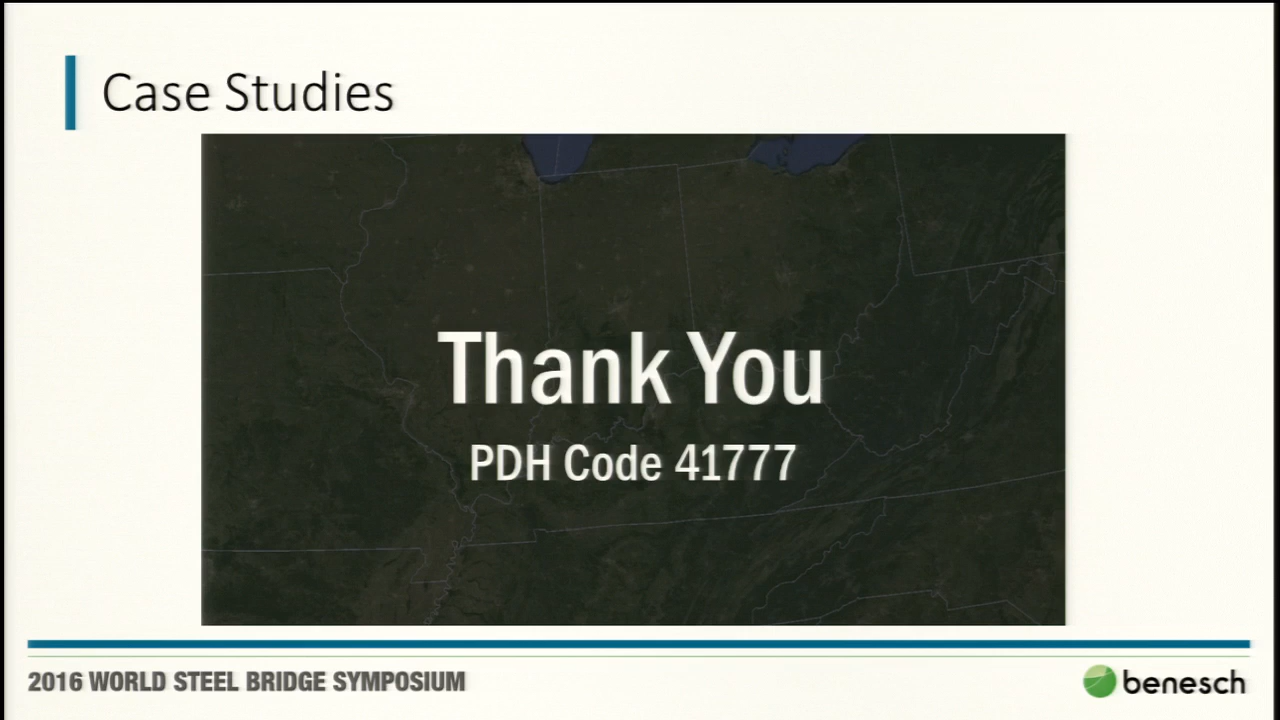 Case Studies
Thank You
PDH Code 41777
2016 WORLD STEEL BRIDGE SYMPOSIUM
benesch